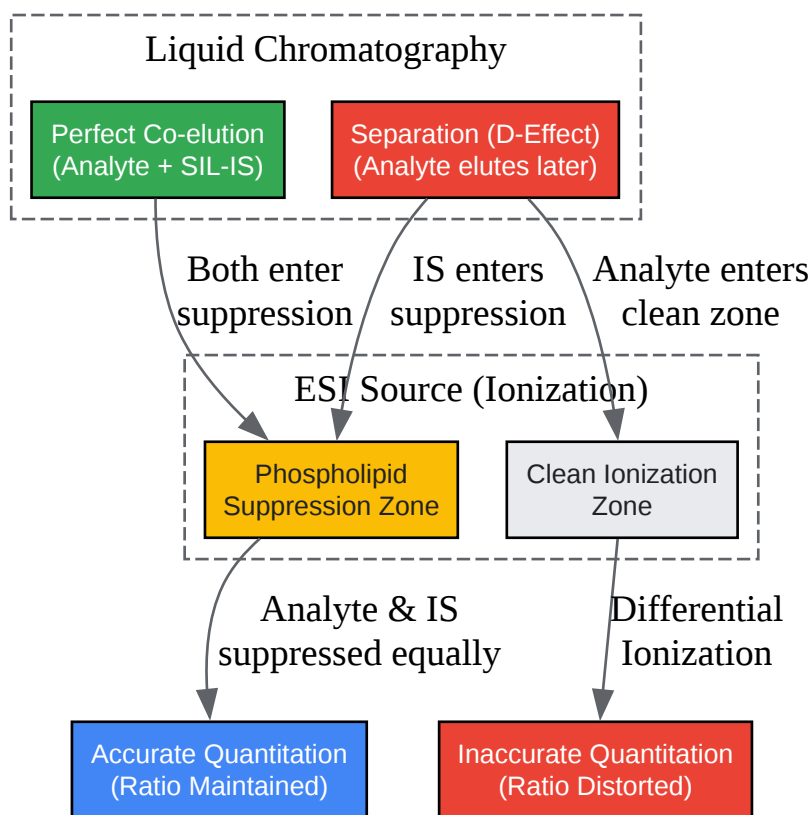 Liquid Chromatography
Perfect Co-elution
(Analyte + SIL-IS)
Separation (D-Effect)
(Analyte elutes later)
Both enter
suppression
IS enters
suppression
Analyte enters
clean zone
ESI Source (Ionization)
Phospholipid
Suppression Zone
Clean Ionization
Zone
Analyte & IS
suppressed equally
Differential
Ionization
Accurate Quantitation
(Ratio Maintained)
Inaccurate Quantitation
(Ratio Distorted)